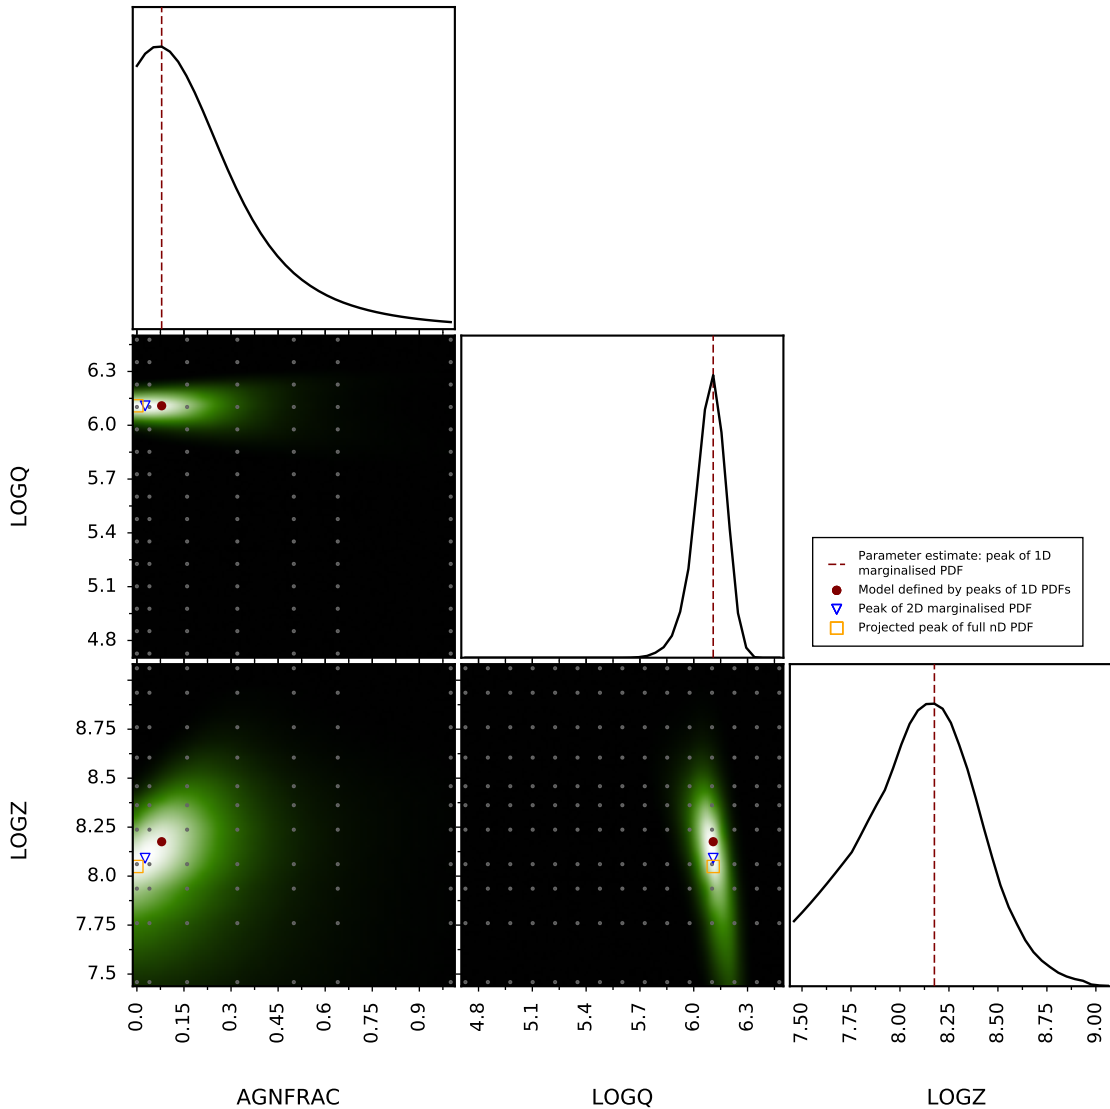 6.3
6.0
5.7
5.4
5.1
4.8
LOGQ
Parameter estimate: peak of 1D
marginalised PDF
Model defined by peaks of 1D PDFs
Peak of 2D marginalised PDF
Projected peak of full nD PDF
8.75
8.5
8.25
8.0
7.75
7.5
LOGZ
0.0 0.15 0.3 0.45 0.6 0.75 0.9
4.8 5.1 5.4 5.7 6.0 6.3
7.50 7.75 8.00 8.25 8.50 8.75 9.00
AGNFRAC LOGQ LOGZ